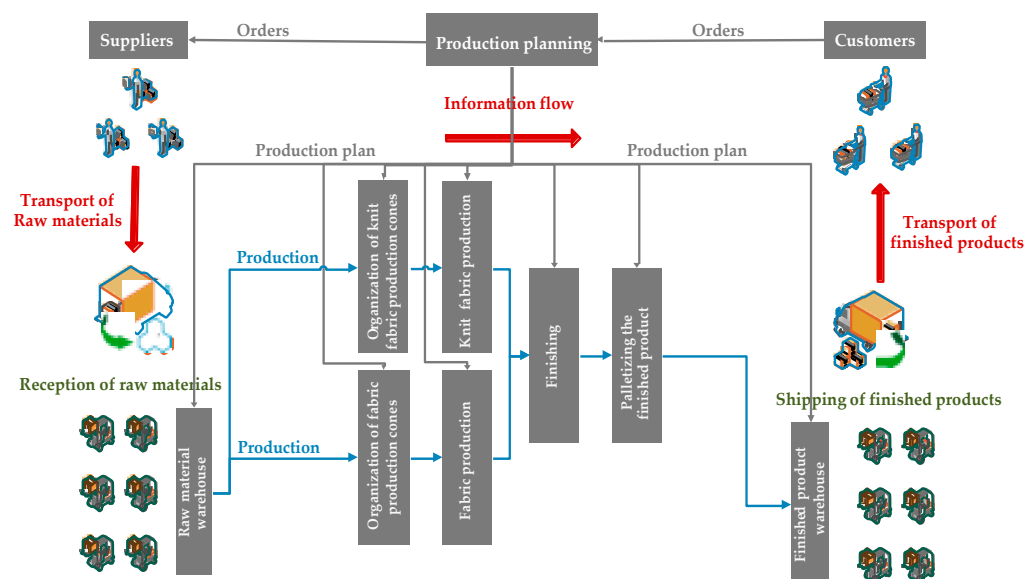 Suppliers
Orders
Production planning
Orders
Customers
Information flow
Production plan
Production plan
Transport of
Raw materials
Transport of
finished products
Organization of knit
fabric production cones
Knit fabric production
Production
Finishing
Palletizing the
finished product
Reception of raw materials
Shipping of finished products
Production
Organization of fabric
production cones
Fabric production
Raw material
warehouse
Finished product
warehouse